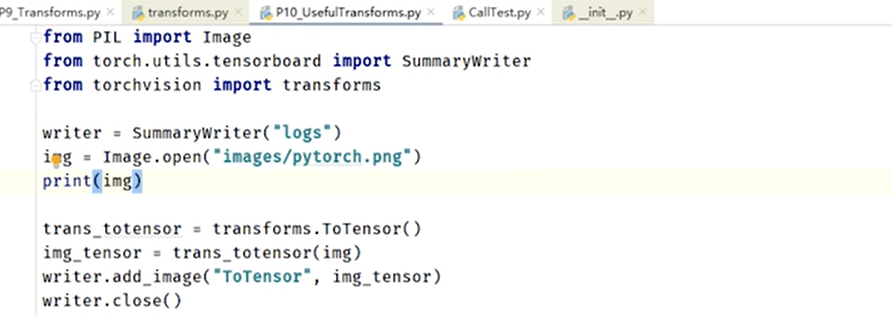 P9_Transforms.py × transforms.py × P10_UsefulTransforms.py × CallTest.py × __init__.py ×
from PIL import Image
from torch.utils.tensorboard import SummaryWriter
from torchvision import transforms
writer = SummaryWriter("logs")
img = Image.open("images/pytorch.png")
print(img)
trans_totensor = transforms.ToTensor()
img_tensor = trans_totensor(img)
writer.add_image("ToTensor", img_tensor)
writer.close()